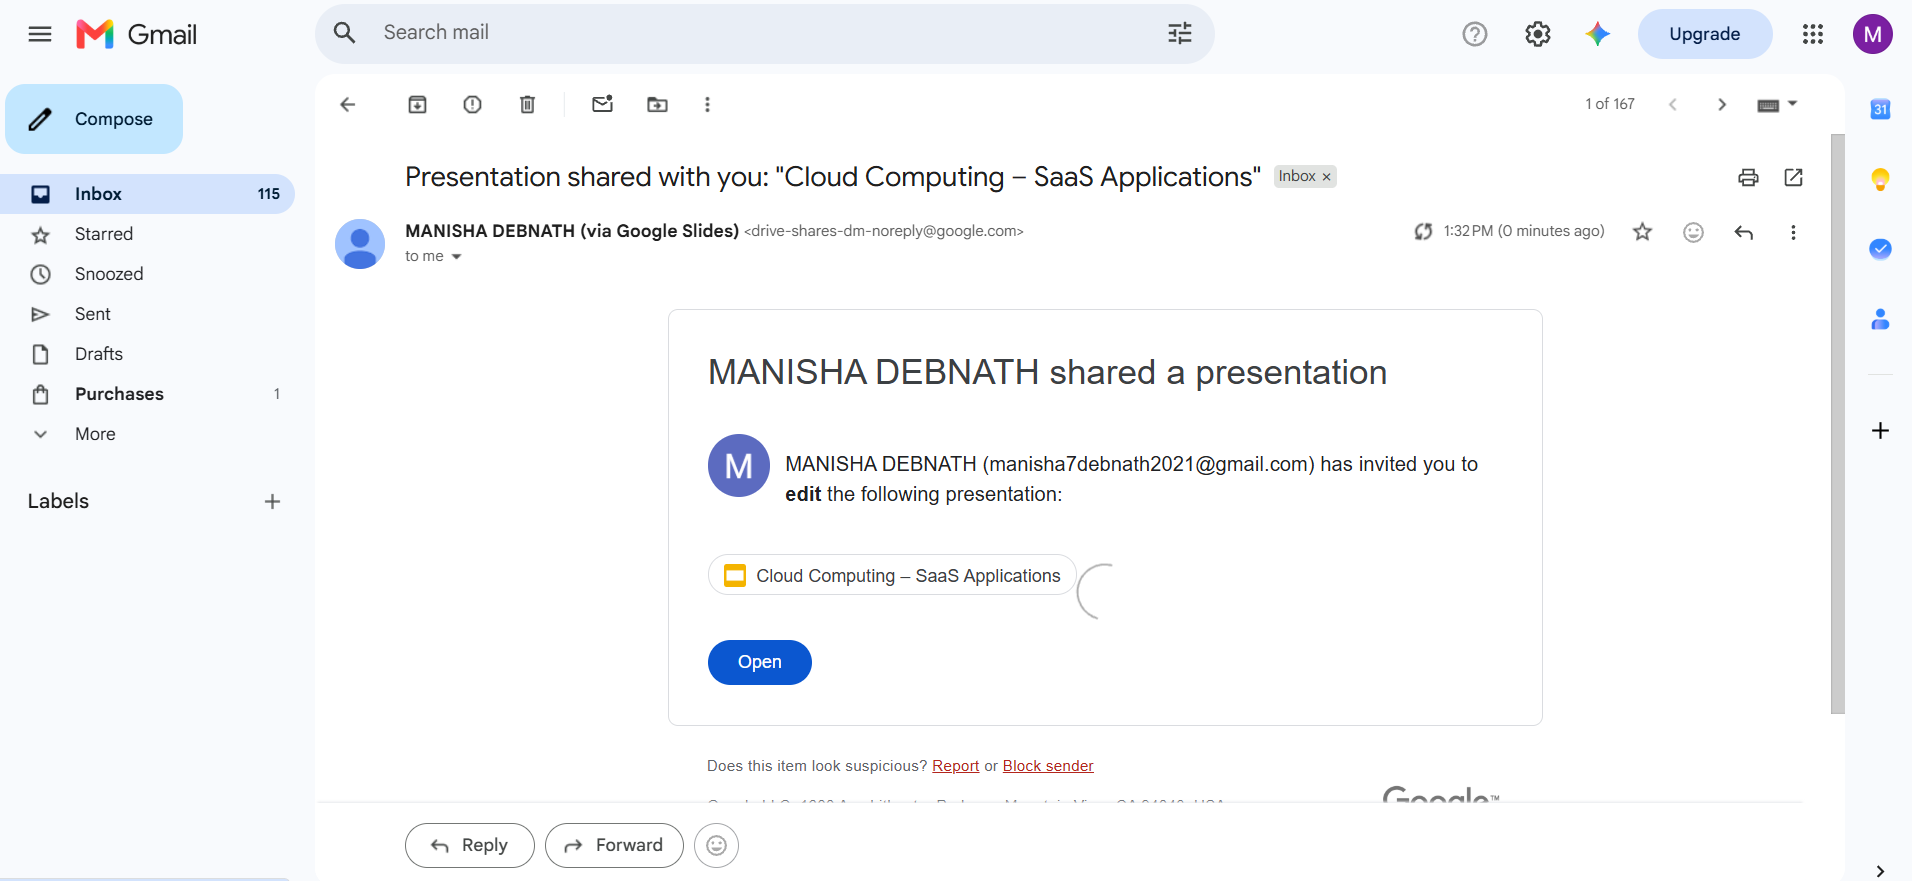 Gmail
Search mail
Upgrade
M
Compose
1 of 167
31
Inbox 115
Starred
Snoozed
Sent
Drafts
Purchases 1
More
Labels
Presentation shared with you: "Cloud Computing – SaaS Applications" Inbox ×
MANISHA DEBNATH (via Google Slides) <drive-shares-dm-noreply@google.com>
1:32 PM (0 minutes ago)
to me
MANISHA DEBNATH shared a presentation
M
MANISHA DEBNATH (manisha7debnath2021@gmail.com) has invited you to
edit the following presentation:
Cloud Computing – SaaS Applications
Open
Does this item look suspicious? Report or Block sender
Google™
Reply
Forward